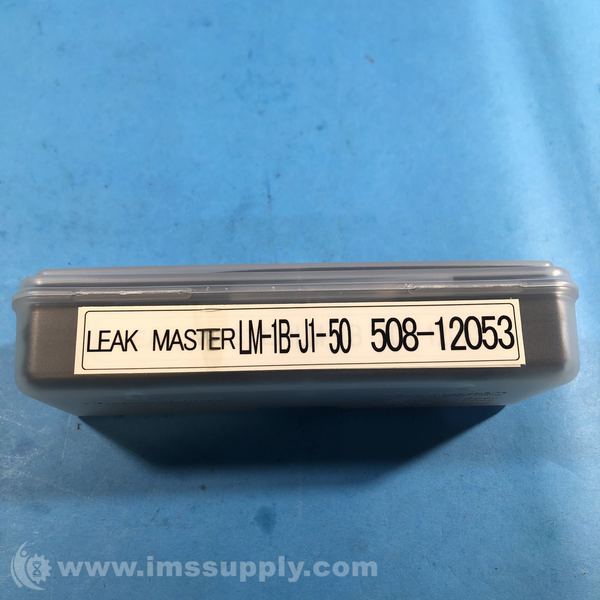 LEAK MASTER LM-1B-J1-50 508-12053
www.imssupply.com